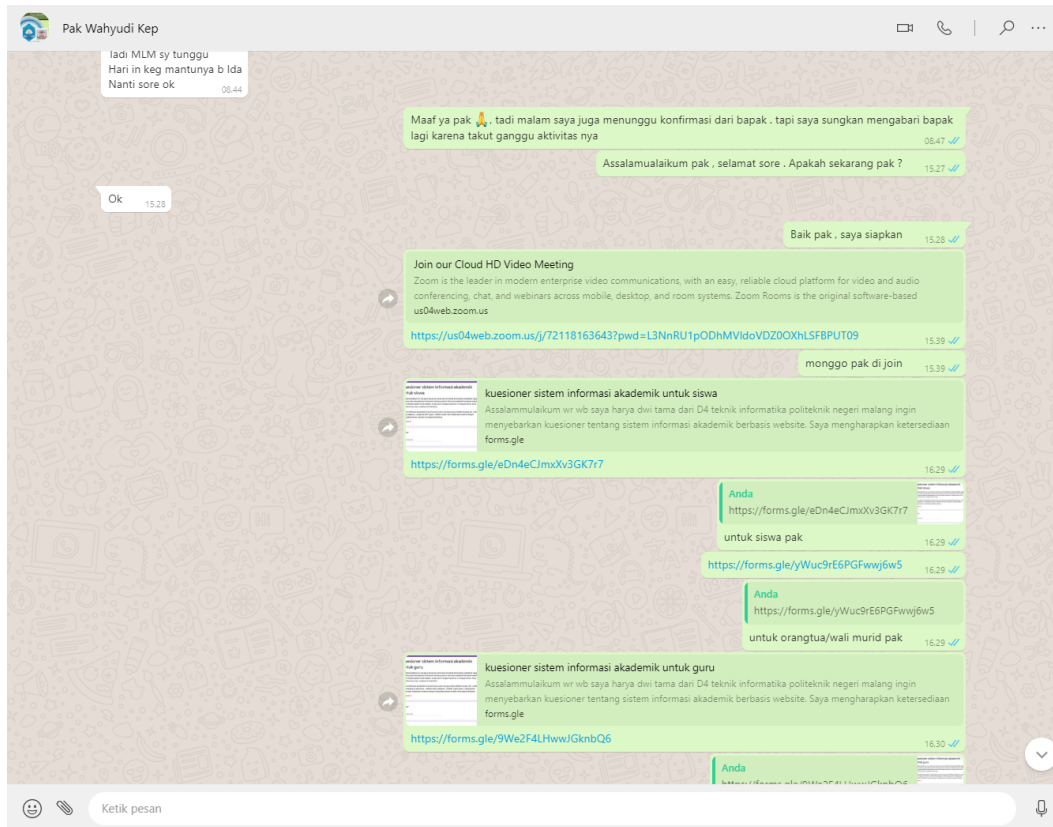 Pak Wahyudi Kep
Tadi MLM sy tunggu
Hari in keg mantunya b Ida
Nanti sore ok
08.44
Maaf ya pak 🙏, tadi malam saya juga menunggu konfirmasi dari bapak . tapi saya sungkan mengabari bapak
lagi karena takut ganggu aktivitas nya
08.47
Assalamualaikum pak , selamat sore . Apakah sekarang pak ?
15.27
Ok
15.28
Baik pak , saya siapkan
15.28
Join our Cloud HD Video Meeting
Zoom is the leader in modern enterprise video communications, with an easy, reliable cloud platform for video and audio
conferencing, chat, and webinars across mobile, desktop, and room systems. Zoom Rooms is the original software-based
us04web.zoom.us
https://us04web.zoom.us/j/72118163643?pwd=L3NnRU1pODhMVldoVDZ0OXhLSFBPUT09
15.39
monggo pak di join
15.39
kuesioner sistem informasi akademik untuk siswa
Assalammulaikum wr wb saya harya dwi tama dari D4 teknik informatika politeknik negeri malang ingin
menyebarkan kuesioner tentang sistem informasi akademik berbasis website. Saya mengharapkan ketersediaan
forms.gle
https://forms.gle/eDn4eCJmxXv3GK7r7
16.29
Anda
https://forms.gle/eDn4eCJmxXv3GK7r7
untuk siswa pak
16.29
https://forms.gle/yWuc9rE6PGFwwj6w5
16.29
Anda
https://forms.gle/yWuc9rE6PGFwwj6w5
untuk orangtua/wali murid pak
16.29
kuesioner sistem informasi akademik untuk guru
Assalammulaikum wr wb saya harya dwi tama dari D4 teknik informatika politeknik negeri malang ingin
menyebarkan kuesioner tentang sistem informasi akademik berbasis website. Saya mengharapkan ketersediaan
forms.gle
https://forms.gle/9We2F4LHwwJGknbQ6
16.30
Anda
https://forms.gle/9We2F4LHwwJGknbQ6
Ketik pesan